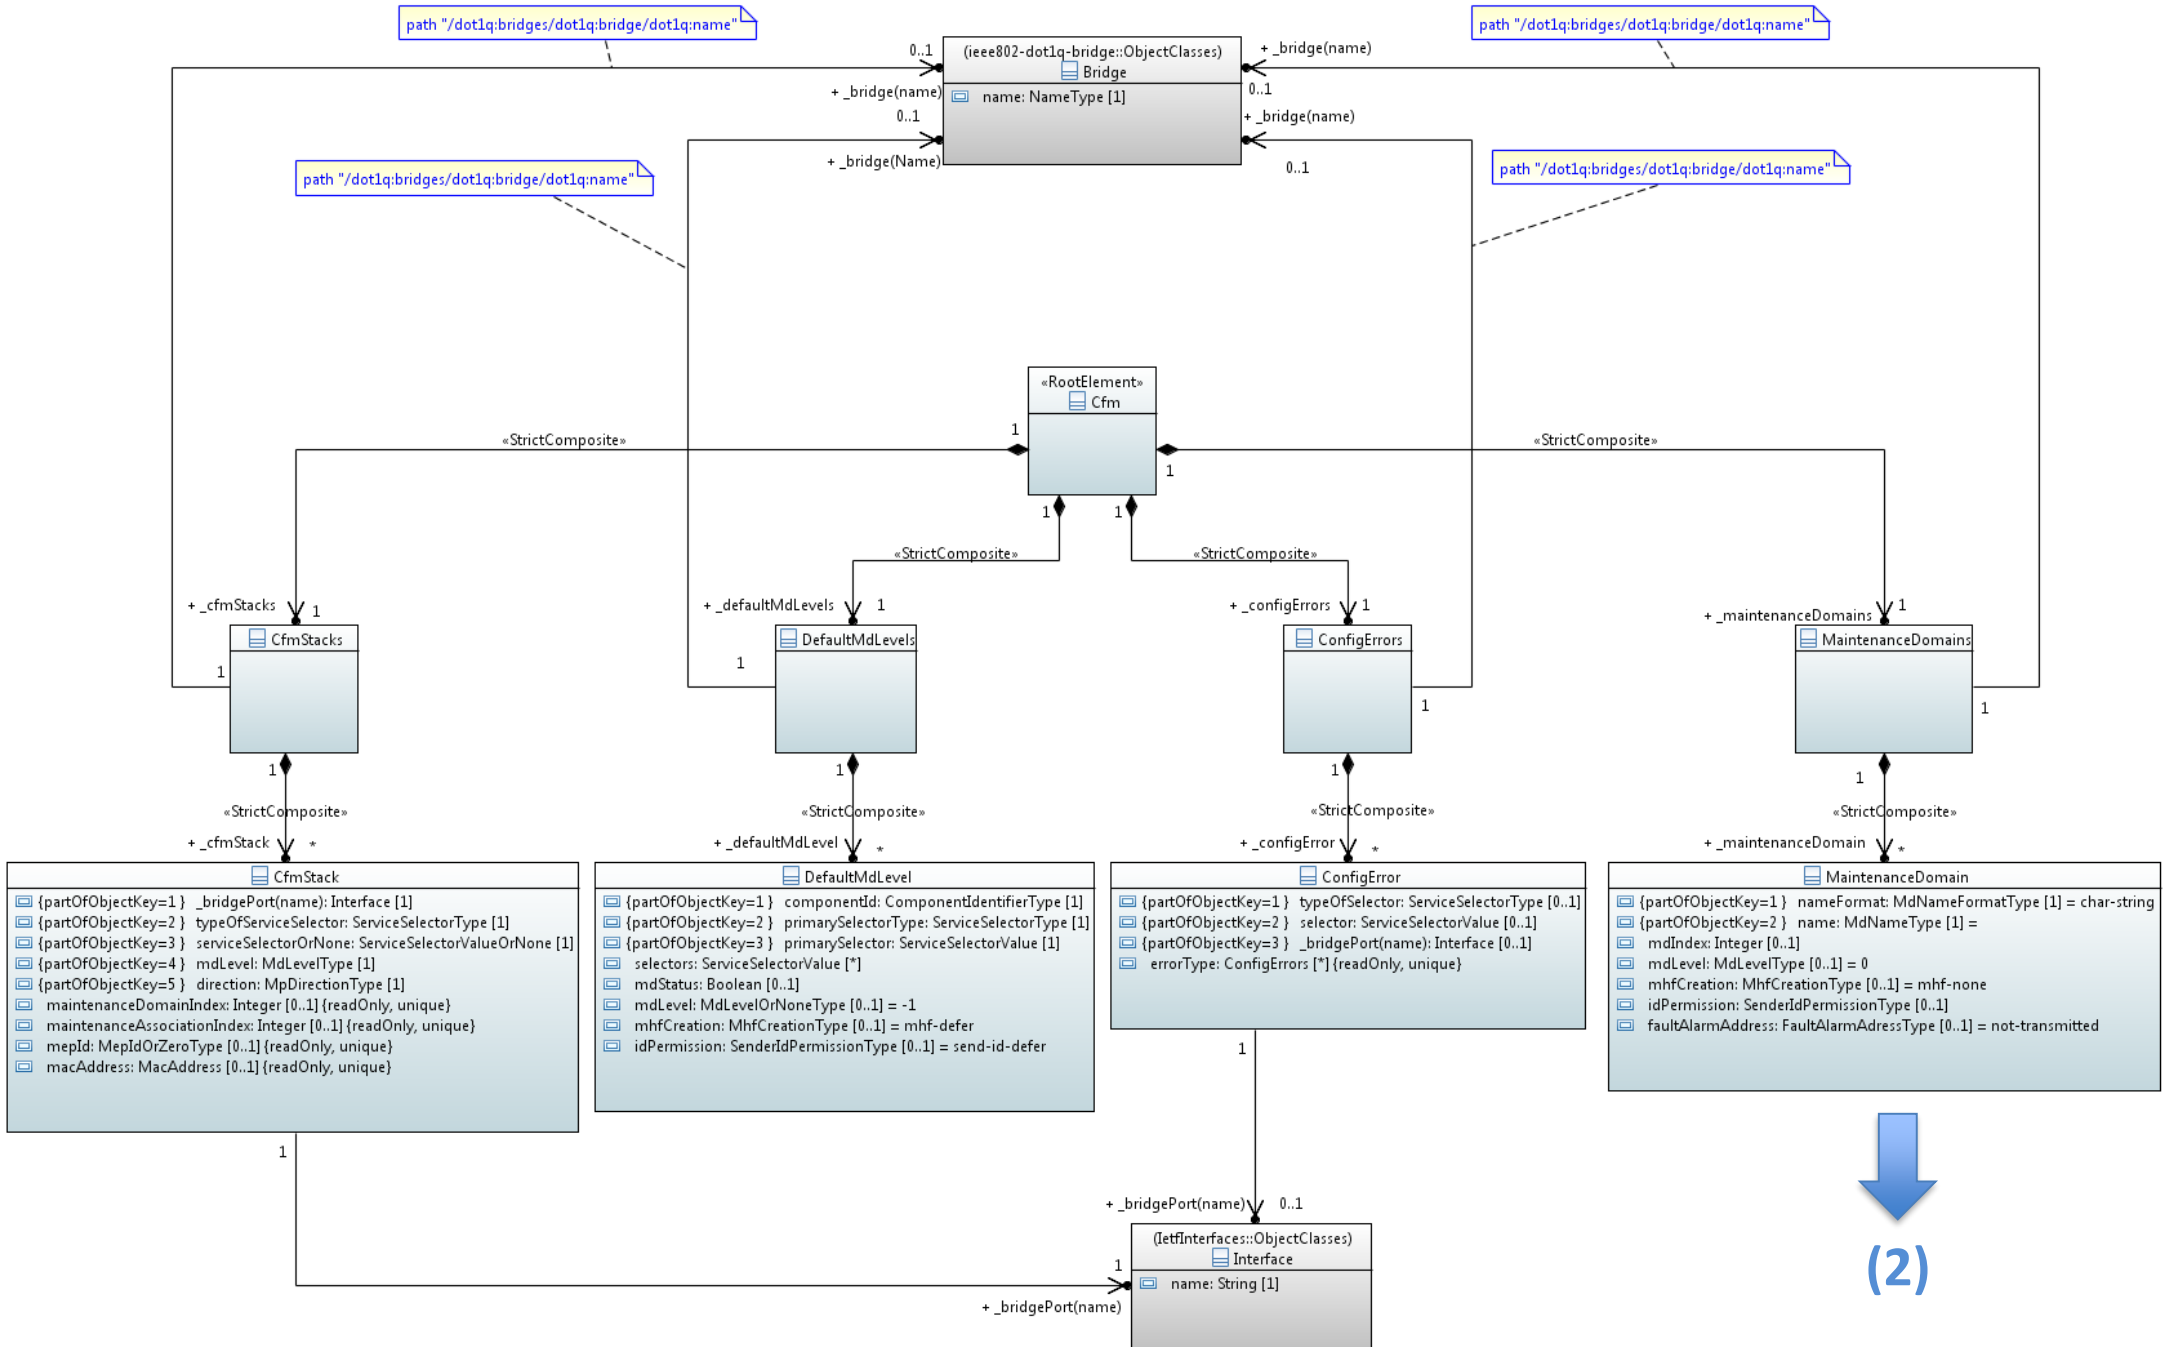 path "/dot1q:bridges/dot1q:bridge/dot1q:name"
path "/dot1q:bridges/dot1q:bridge/dot1q:name"
0..1
(ieee802-dot1q-bridge::ObjectClasses)
Bridge
+ _bridge(name)
+ _bridge(name)
name: NameType [1]
0..1
0..1
+ _bridge(name)
+ _bridge(Name)
0..1
path "/dot1q:bridges/dot1q:bridge/dot1q:name"
path "/dot1q:bridges/dot1q:bridge/dot1q:name"
«RootElement»
Cfm
1
«StrictComposite»
«StrictComposite»
1
1
1
«StrictComposite»
«StrictComposite»
+ _cfmStacks
1
+ _defaultMdLevels
1
+ _configErrors
1
+ _maintenanceDomains
1
CfmStacks
DefaultMdLevels
ConfigErrors
MaintenanceDomains
1
1
1
1
1
1
1
1
«StrictComposite»
«StrictComposite»
«StrictComposite»
«StrictComposite»
+ _cfmStack
*
+ _defaultMdLevel
*
+ _configError
*
+ _maintenanceDomain
*
CfmStack
{partOfObjectKey=1 } _bridgePort(name): Interface [1]
{partOfObjectKey=2 } typeOfServiceSelector: ServiceSelectorType [1]
{partOfObjectKey=3 } serviceSelectorOrNone: ServiceSelectorValueOrNone [1]
{partOfObjectKey=4 } mdLevel: MdLevelType [1]
{partOfObjectKey=5 } direction: MpDirectionType [1]
maintenanceDomainIndex: Integer [0..1] {readOnly, unique}
maintenanceAssociationIndex: Integer [0..1] {readOnly, unique}
mepId: MepIdOrZeroType [0..1] {readOnly, unique}
macAddress: MacAddress [0..1] {readOnly, unique}
DefaultMdLevel
{partOfObjectKey=1 } componentId: ComponentIdentifierType [1]
{partOfObjectKey=2 } primarySelectorType: ServiceSelectorType [1]
{partOfObjectKey=3 } primarySelector: ServiceSelectorValue [1]
selectors: ServiceSelectorValue [*]
mdStatus: Boolean [0..1]
mdLevel: MdLevelOrNoneType [0..1] = -1
mhfCreation: MhfCreationType [0..1] = mhf-defer
idPermission: SenderIdPermissionType [0..1] = send-id-defer
ConfigError
{partOfObjectKey=1 } typeOfSelector: ServiceSelectorType [0..1]
{partOfObjectKey=2 } selector: ServiceSelectorValue [0..1]
{partOfObjectKey=3 } _bridgePort(name): Interface [0..1]
errorType: ConfigErrors [*] {readOnly, unique}
MaintenanceDomain
{partOfObjectKey=1 } nameFormat: MdNameFormatType [1] = char-string
{partOfObjectKey=2 } name: MdNameType [1] =
mdIndex: Integer [0..1]
mdLevel: MdLevelType [0..1] = 0
mhfCreation: MhfCreationType [0..1] = mhf-none
idPermission: SenderIdPermissionType [0..1]
faultAlarmAddress: FaultAlarmAdressType [0..1] = not-transmitted
1
1
+ _bridgePort(name)
0..1
(IetfInterfaces::ObjectClasses)
Interface
name: String [1]
1
+ _bridgePort(name)
(2)